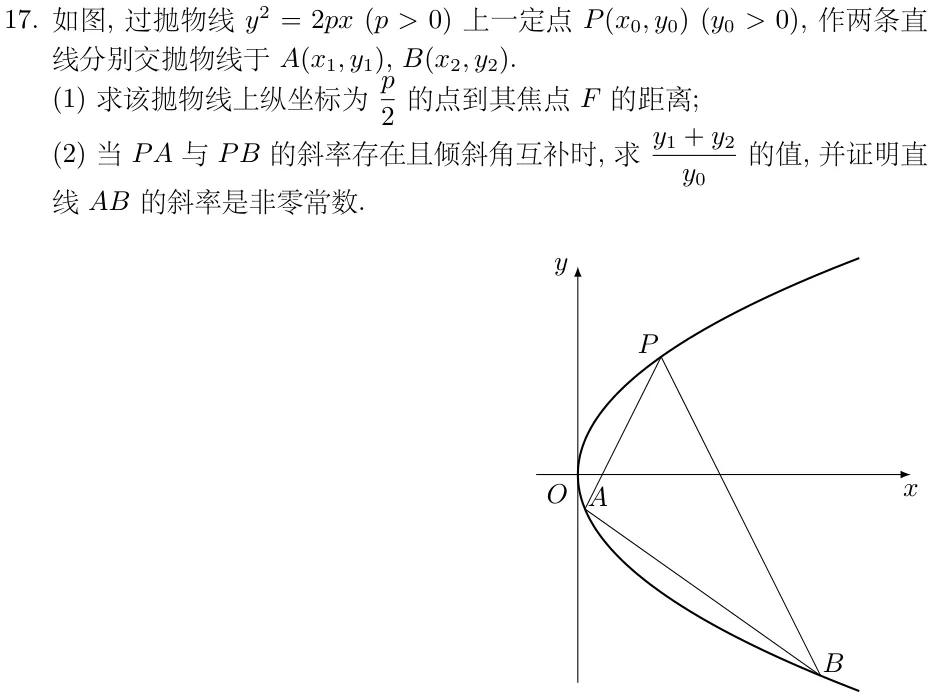 17. 如图, 过抛物线 y² = 2px (p > 0) 上一定点 P(x₀, y₀) (y₀ > 0), 作两条直
线分别交抛物线于 A(x₁, y₁), B(x₂, y₂).
(1) 求该抛物线上纵坐标为 p/2 的点到其焦点 F 的距离;
(2) 当 PA 与 PB 的斜率存在且倾斜角互补时, 求 (y₁ + y₂)/y₀ 的值, 并证明直
线 AB 的斜率是非零常数.
y
P
O
A
x
B